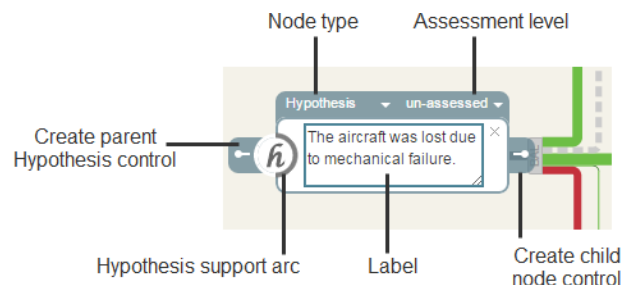 Node type
Assessment level
Hypothesis
un-assessed
The aircraft was lost due
to mechanical failure.
Create parent
Hypothesis control
Hypothesis support arc
Label
Create child
node control